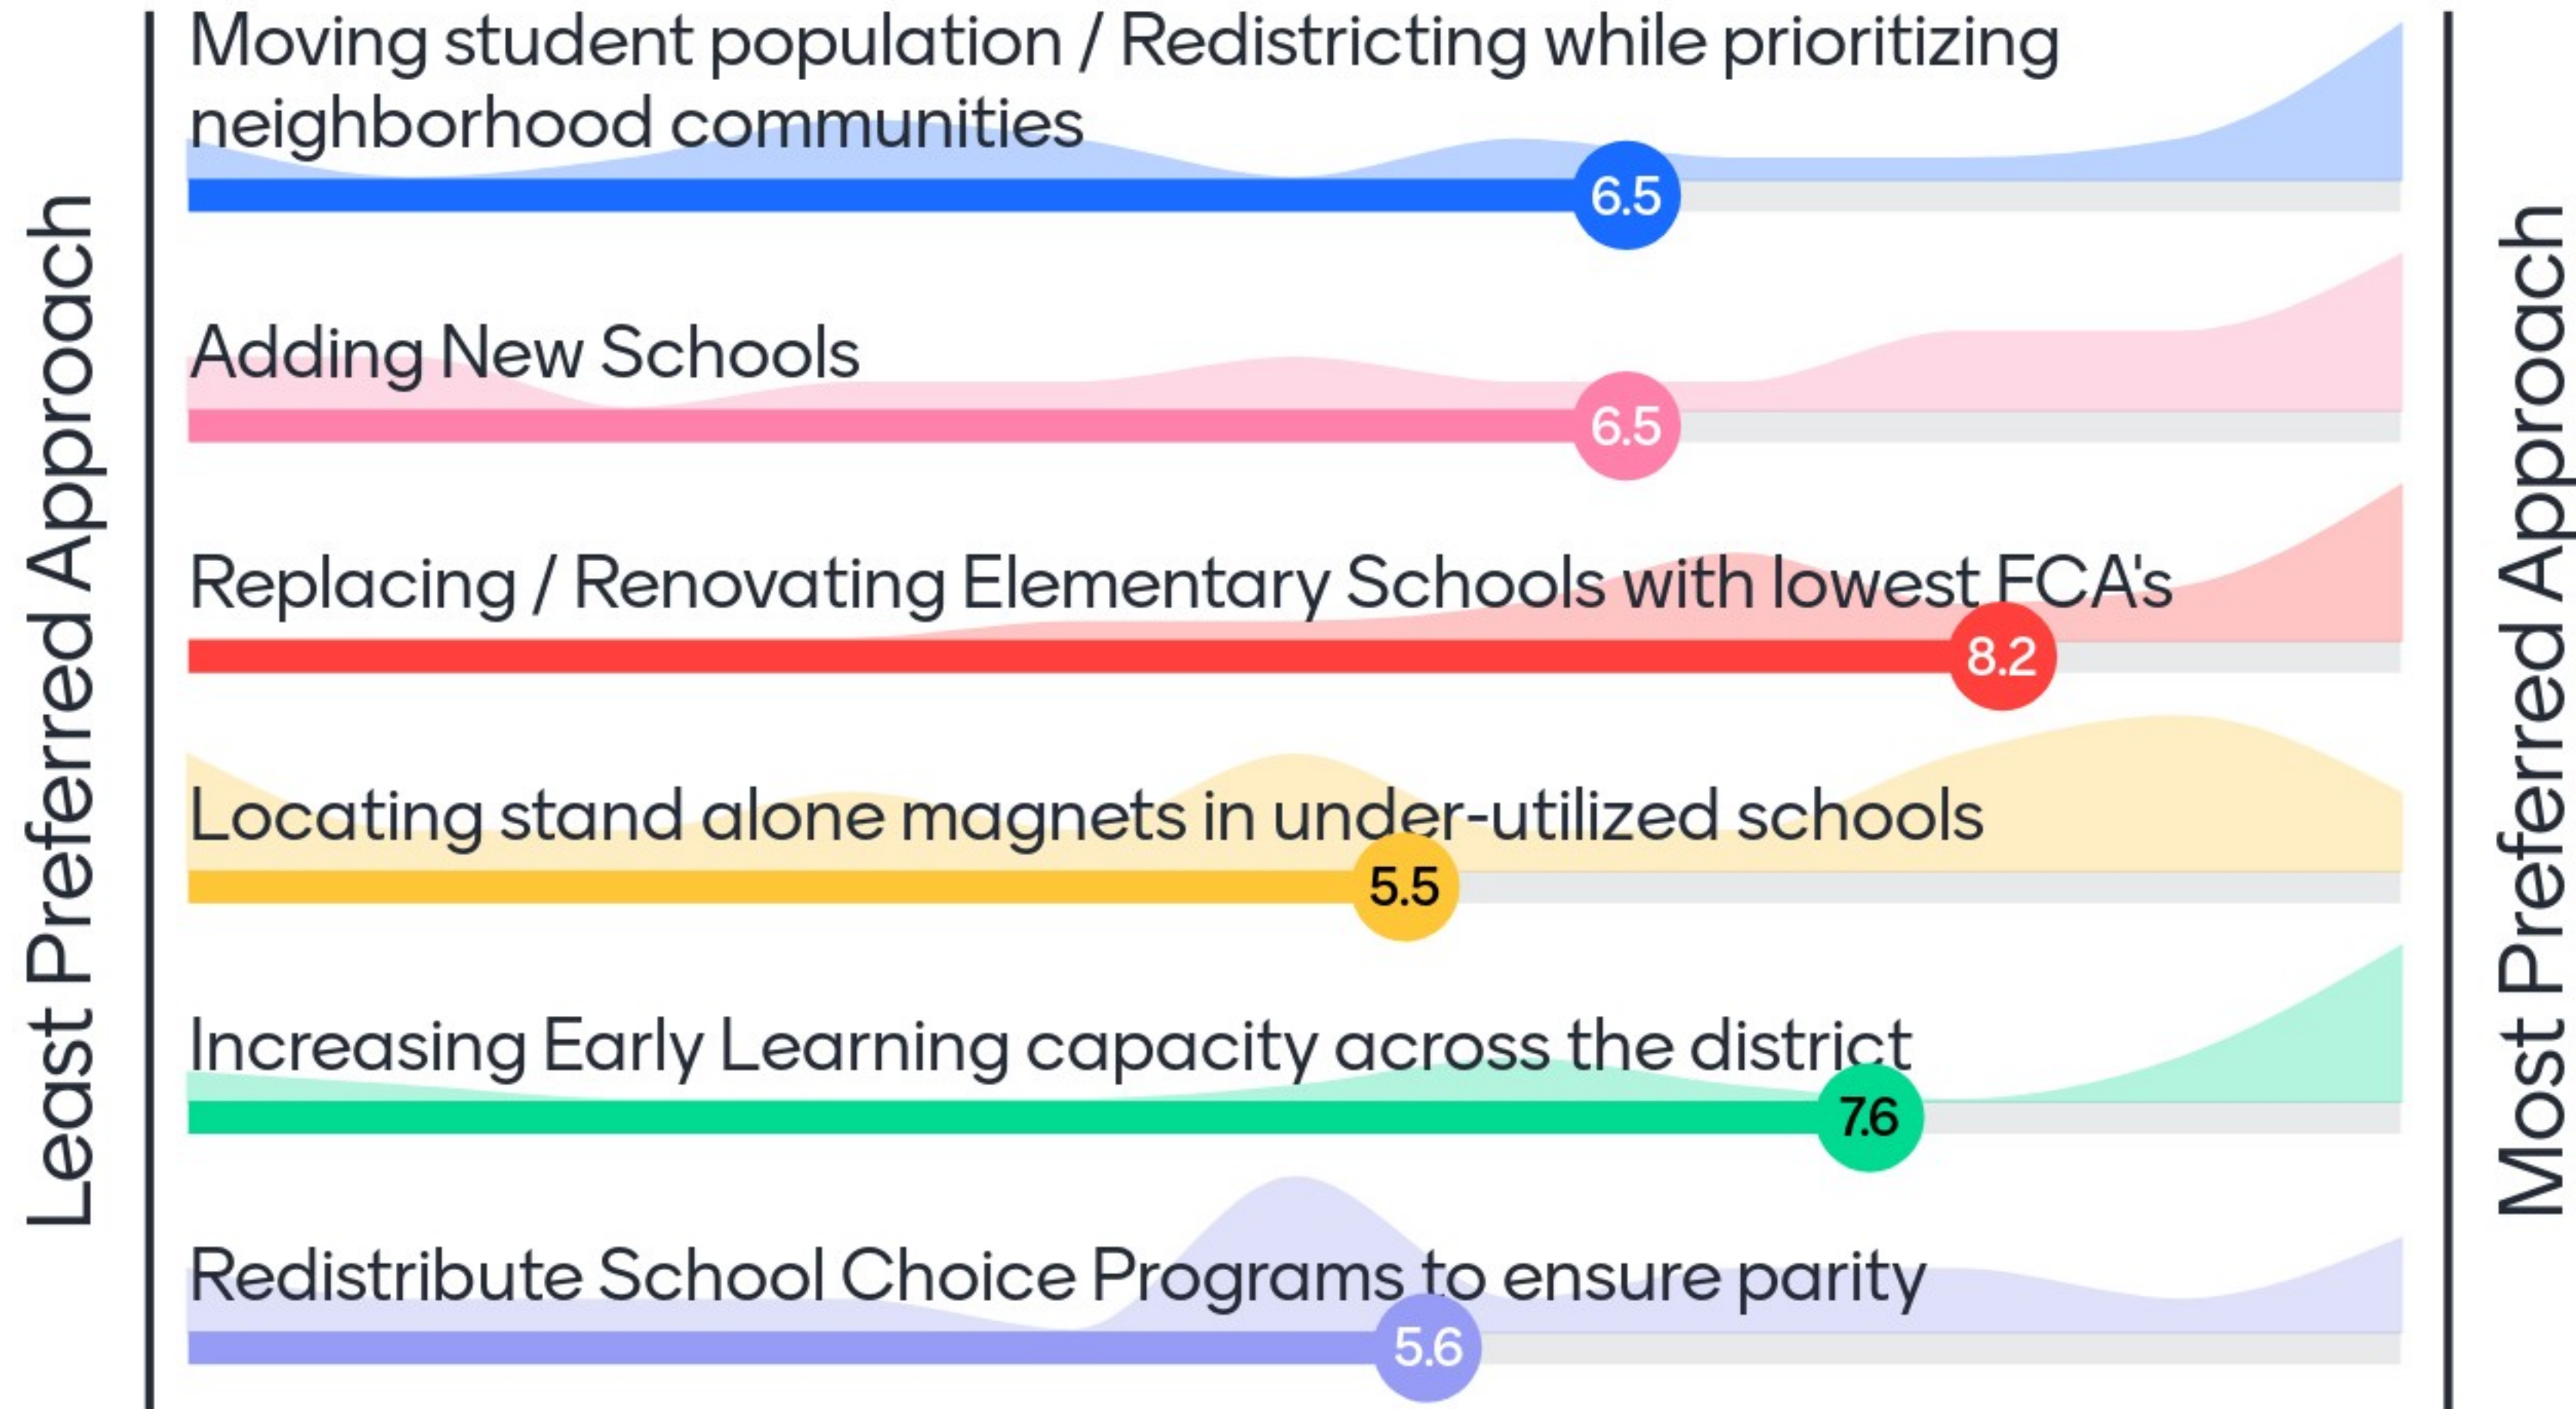 Least Preferred Approach
Moving student population / Redistricting while prioritizing
neighborhood communities
6.5
Adding New Schools
6.5
Replacing / Renovating Elementary Schools with lowest FCA's
8.2
Locating stand alone magnets in under-utilized schools
5.5
Increasing Early Learning capacity across the district
7.6
Redistribute School Choice Programs to ensure parity
5.6
Most Preferred Approach